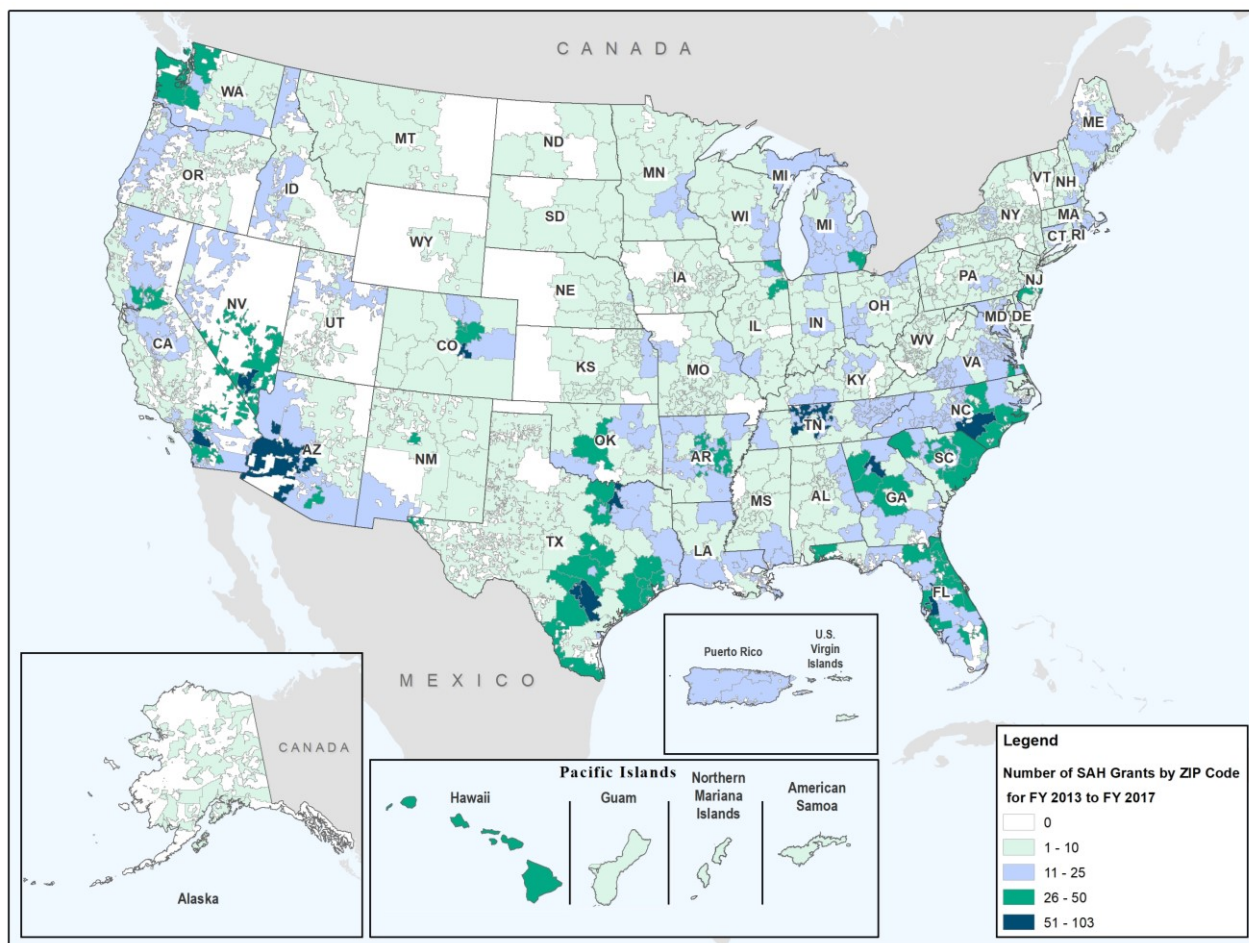 CANADA
WA
MT
ND
MN
ME
OR
ID
SD
WI
MI
MI
VT
NH
NY
MA
CT
RI
WY
IA
PA
NJ
NE
NV
UT
CO
IL
IN
OH
MD
DE
WV
VA
CA
KS
MO
KY
NC
TN
AZ
NM
OK
AR
SC
MS
AL
GA
TX
LA
FL
MEXICO
Puerto Rico
U.S.
Virgin
Islands
CANADA
Alaska
Pacific Islands
Hawaii
Guam
Northern
Mariana
Islands
American
Samoa
Legend
Number of SAH Grants by ZIP Code
for FY 2013 to FY 2017
0
1 - 10
11 - 25
26 - 50
51 - 103